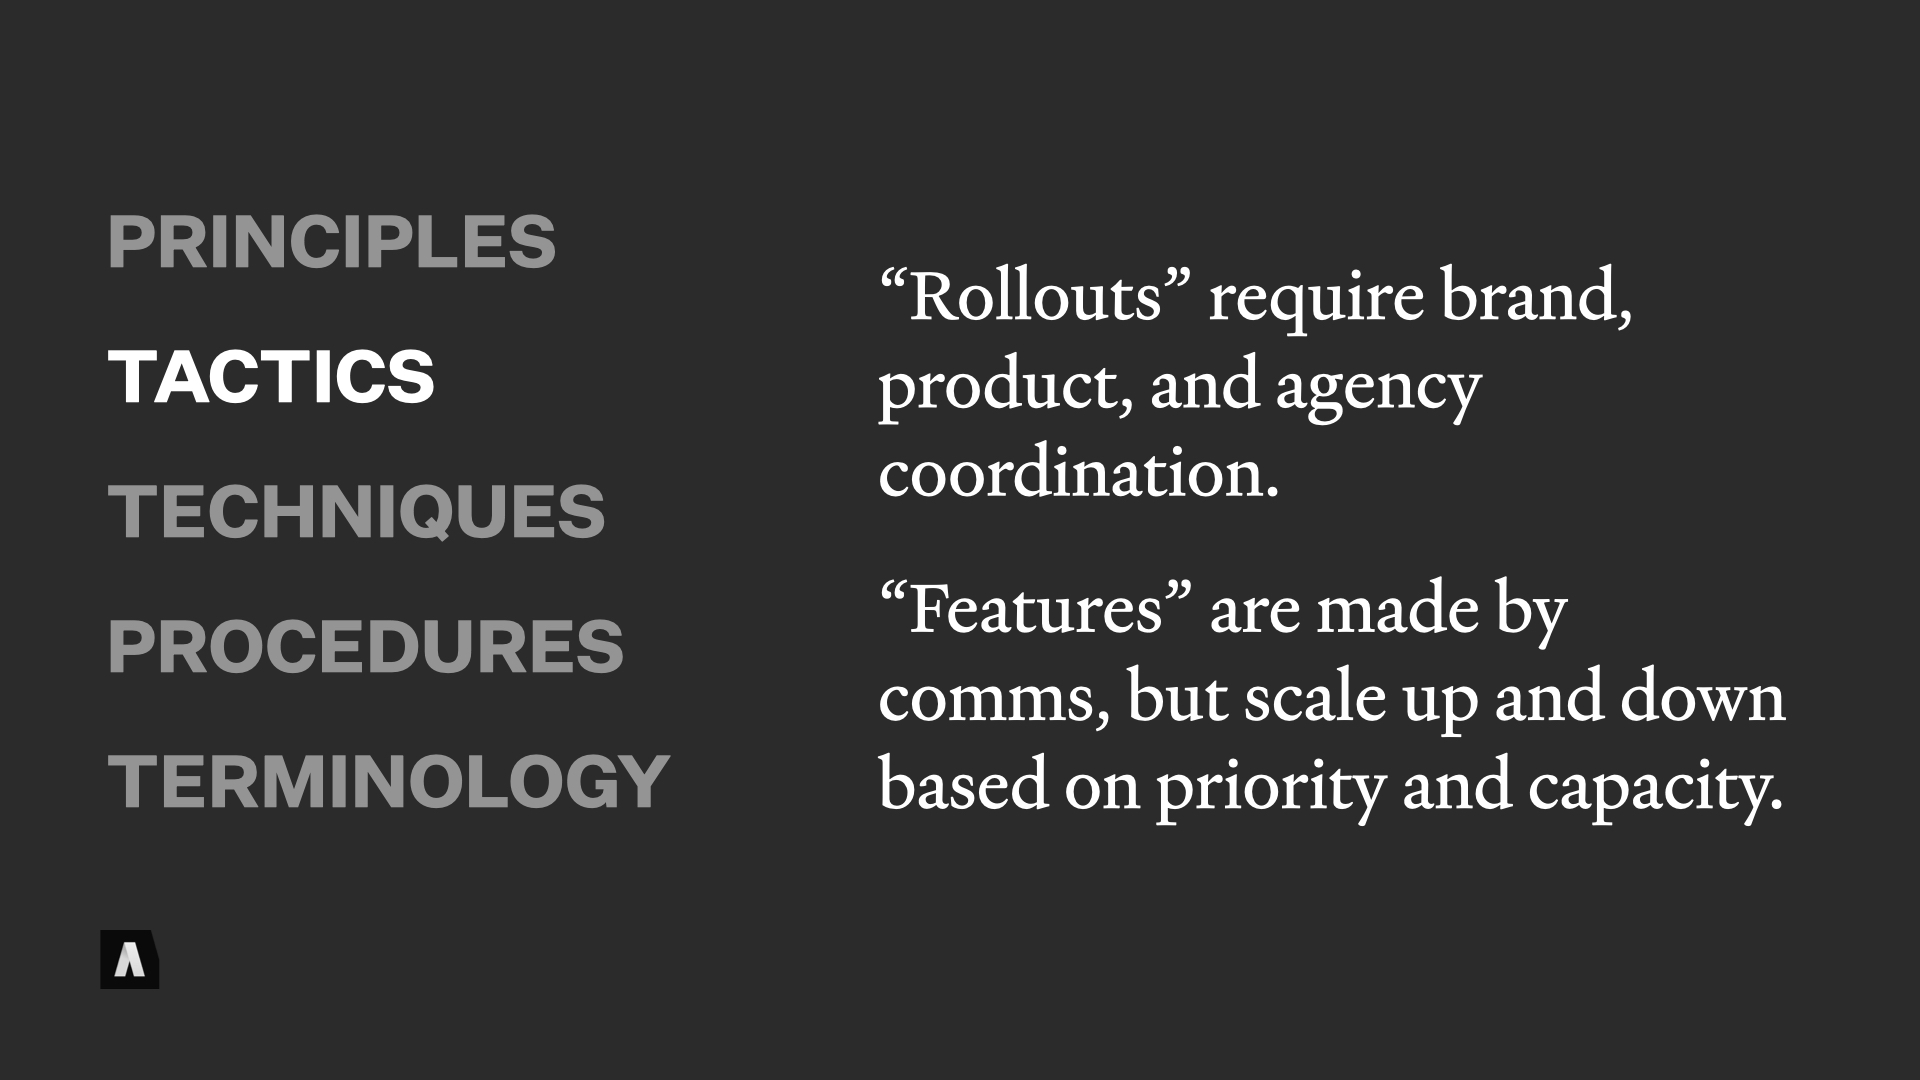 PRINCIPLES
TACTICS
TECHNIQUES
PROCEDURES
TERMINOLOGY
“Rollouts” require brand,
product, and agency
coordination.
“Features” are made by
comms, but scale up and down
based on priority and capacity.